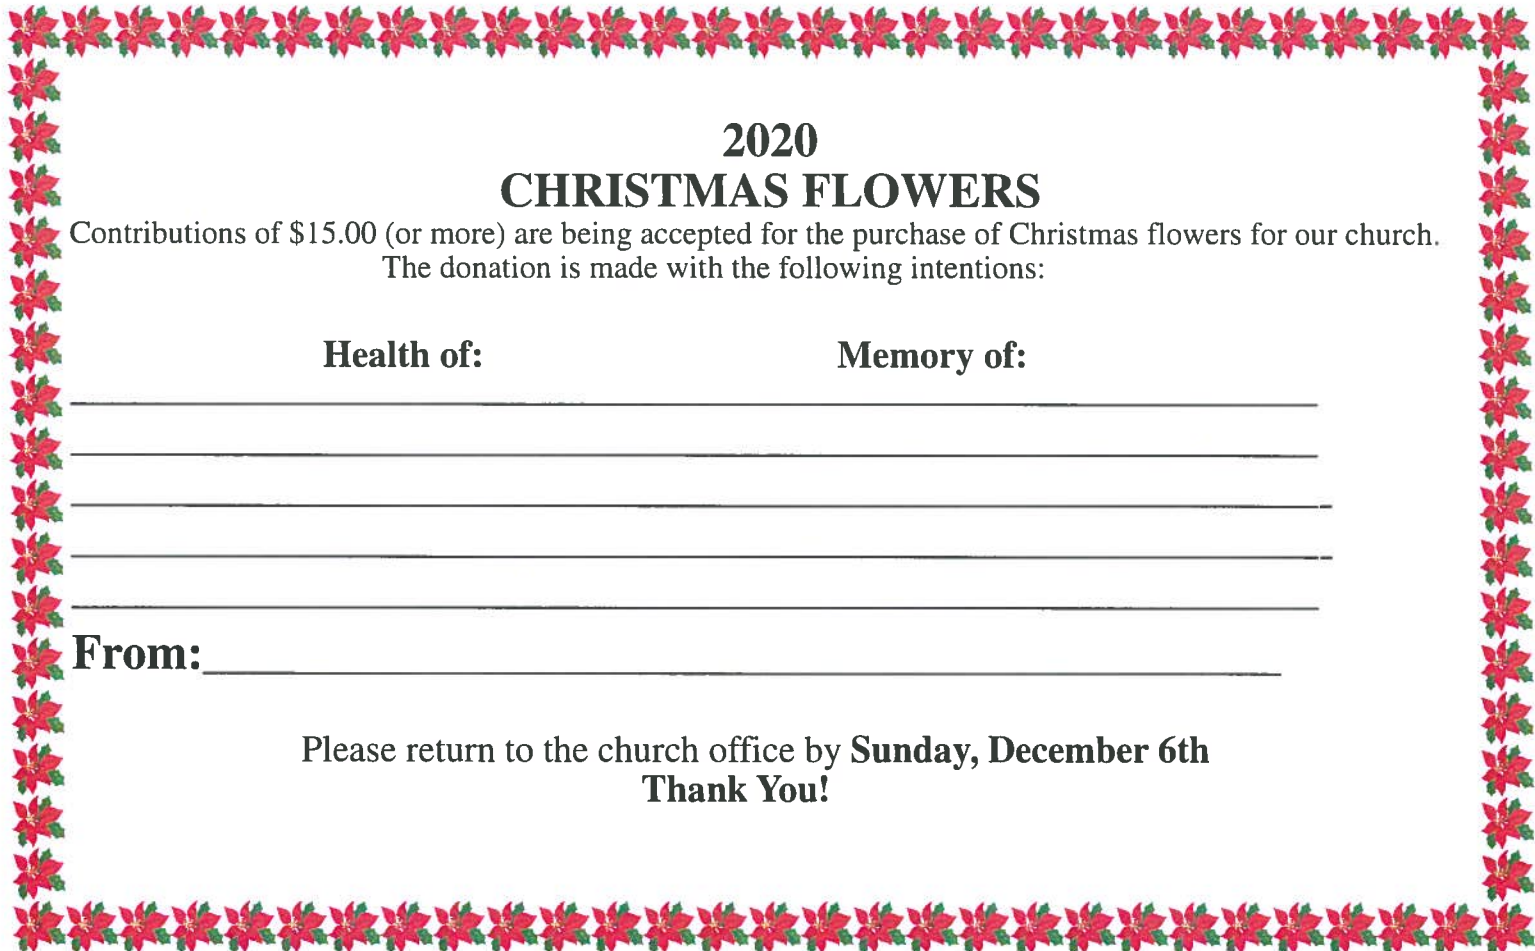 2020
CHRISTMAS FLOWERS
Contributions of $15.00 (or more) are being accepted for the purchase of Christmas flowers for our church.
The donation is made with the following intentions:
Health of: Memory of:
From:
Please return to the church office by Sunday, December 6th
Thank You!